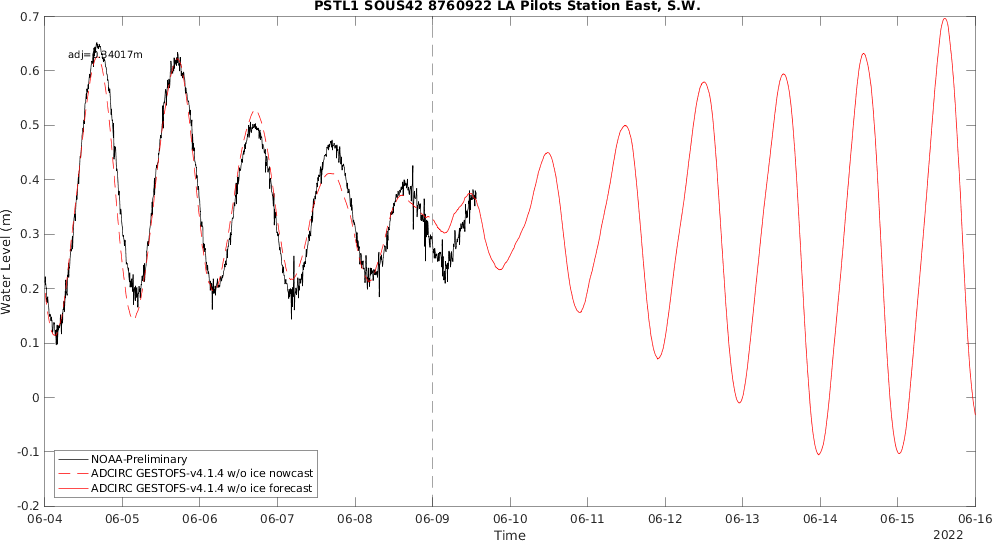 PSTL1 SOUS42 8760922 LA Pilots Station East, S.W.
adj=0.34017m
0.7
0.6
0.5
0.4
0.3
0.2
0.1
0
-0.1
-0.2
Water Level (m)
NOAA-Preliminary
ADCIRC GESTOFS-v4.1.4 w/o ice nowcast
ADCIRC GESTOFS-v4.1.4 w/o ice forecast
06-04 06-05 06-06 06-07 06-08 06-09 06-10 06-11 06-12 06-13 06-14 06-15 06-16
Time
2022